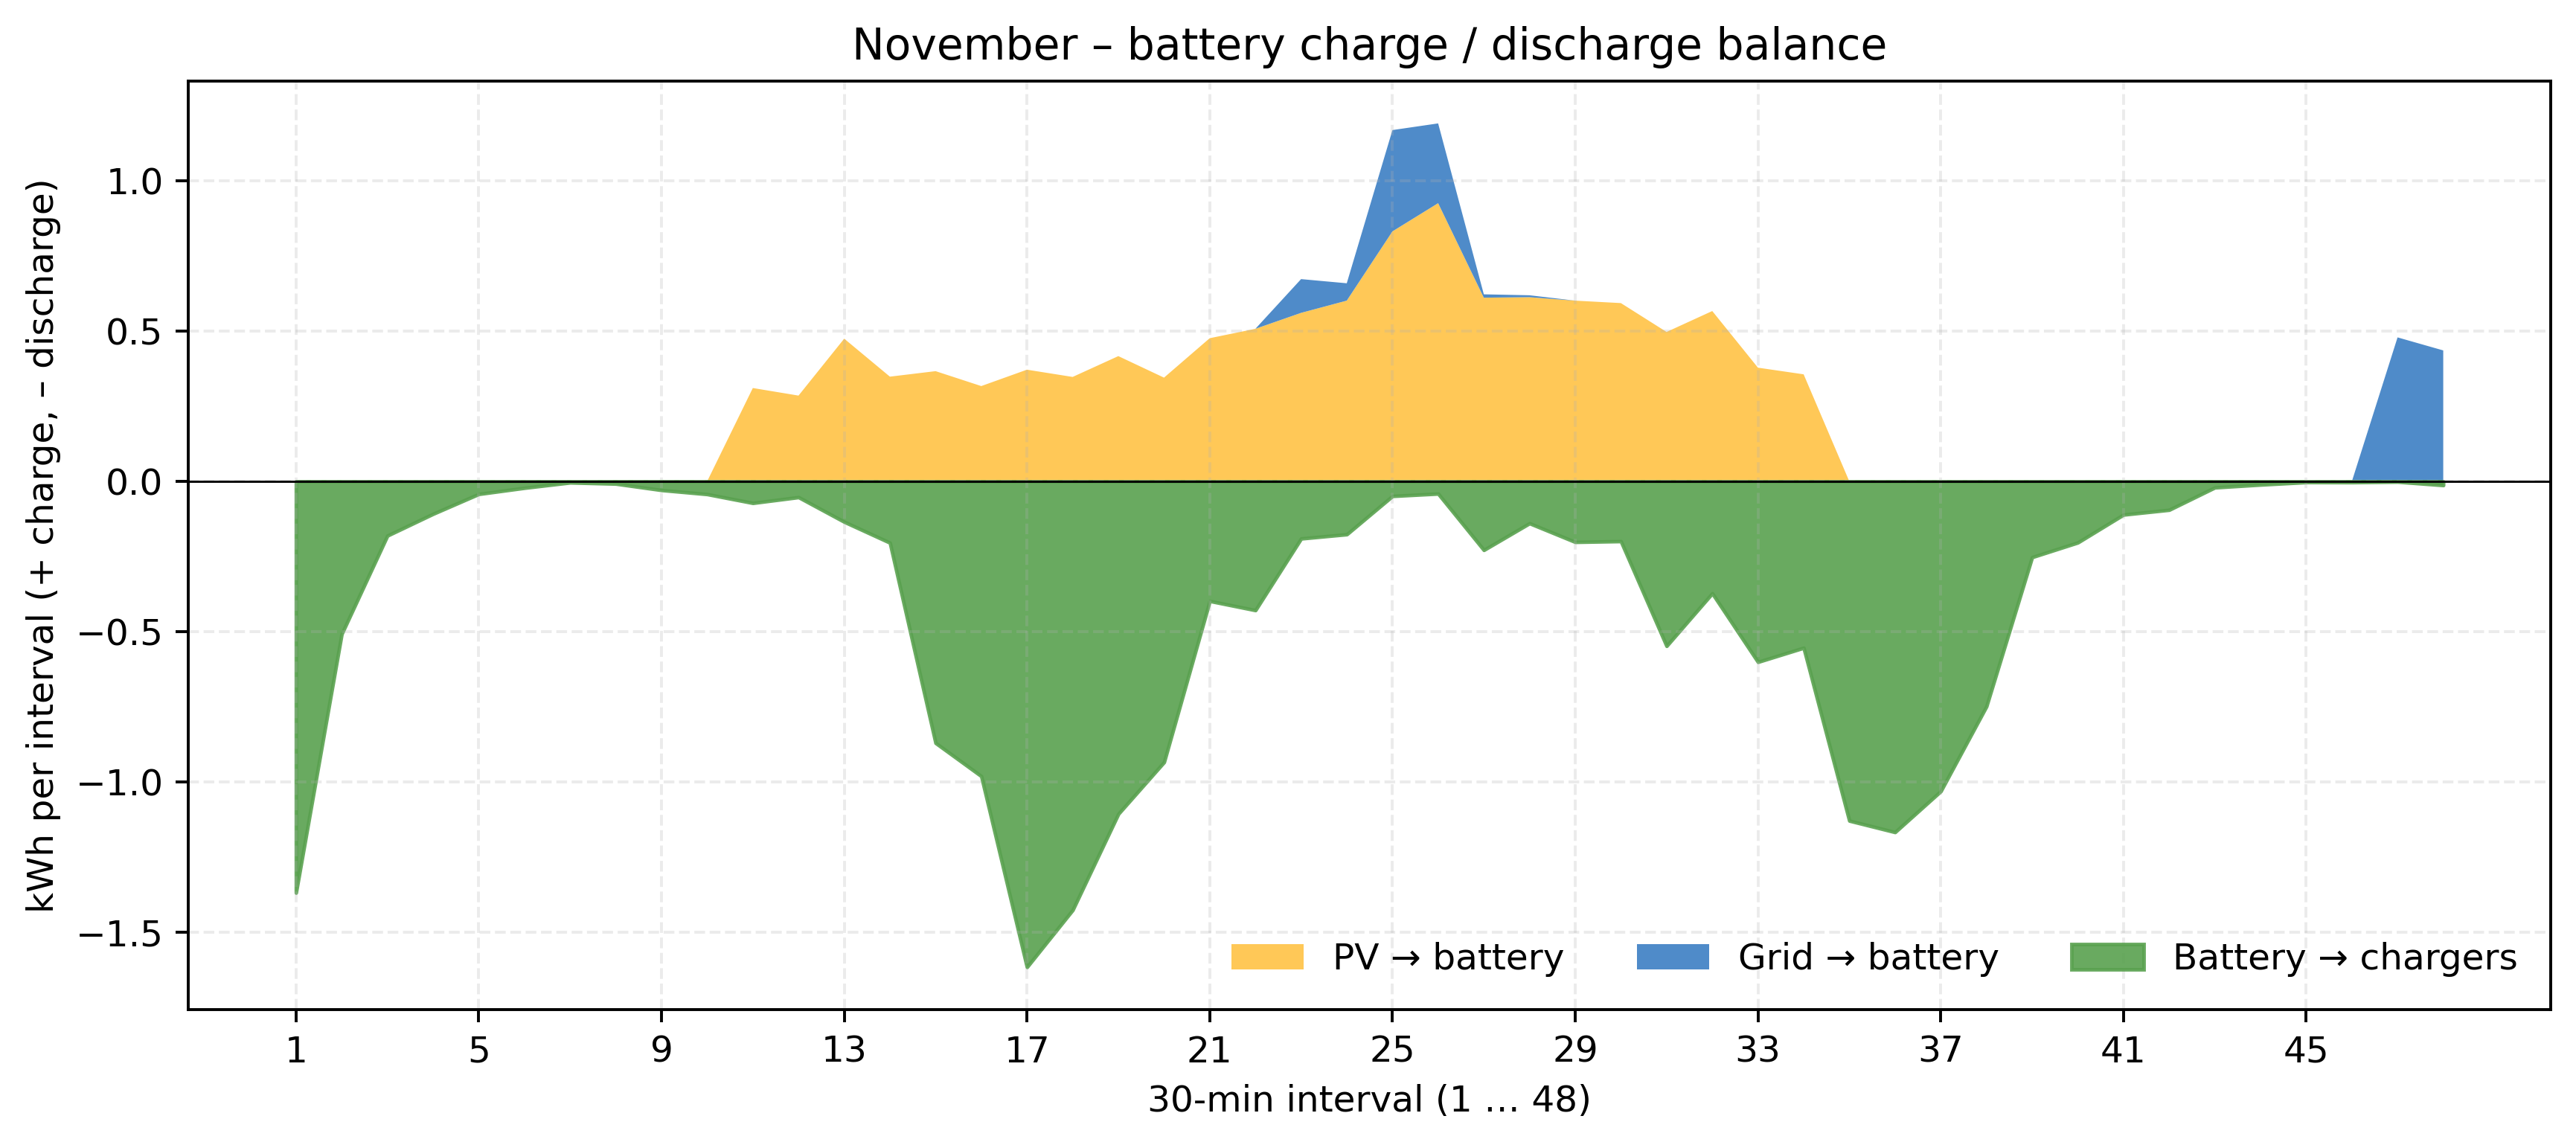 November – battery charge / discharge balance
kWh per interval (+ charge, – discharge)
1.0
0.5
0.0
−0.5
−1.0
−1.5
PV → battery
Grid → battery
Battery → chargers
1 5 9 13 17 21 25 29 33 37 41 45
30-min interval (1 … 48)